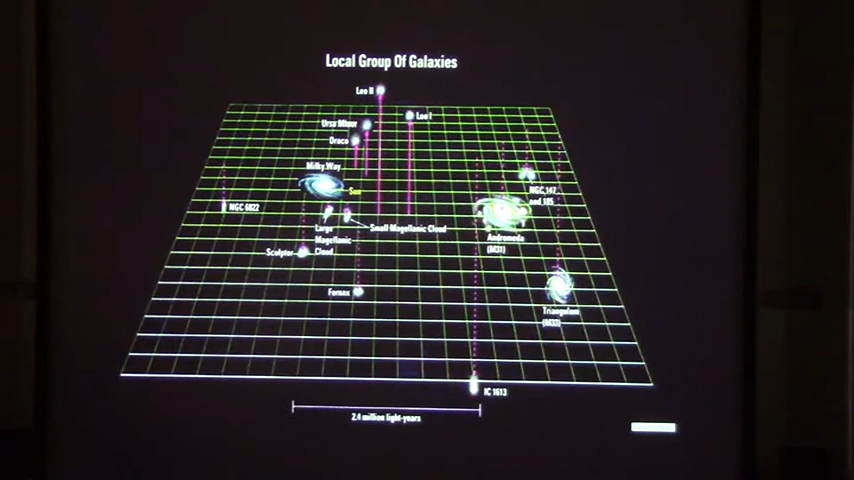 Local Group Of Galaxies
Leo II
Leo I
Ursa Minor
Draco
Milky Way
Sun
NGC 147
and 185
NGC 6822
Large
Magellanic
Cloud
Small Magellanic Cloud
Andromeda
(M31)
Sculptor
Fornax
Triangulum
(M33)
IC 1613
2.4 million light-years